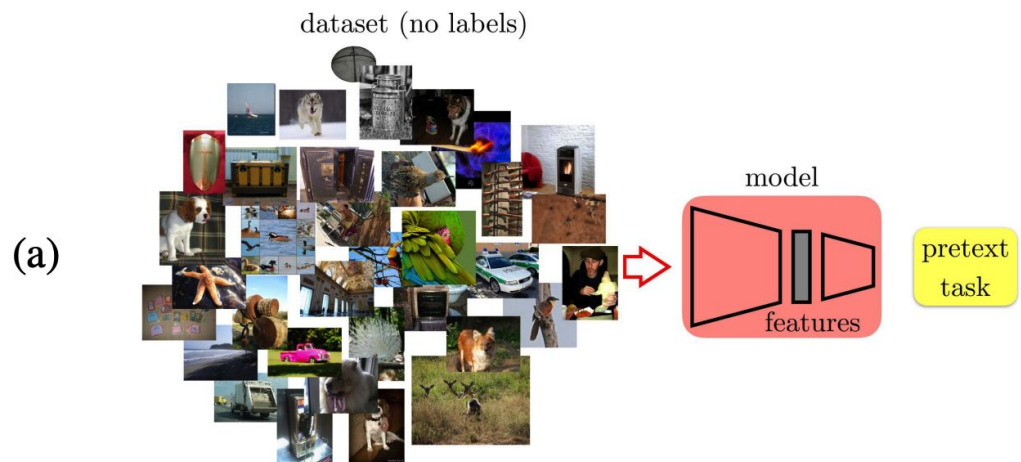 dataset (no labels)
model
(a)
pretext
task
features